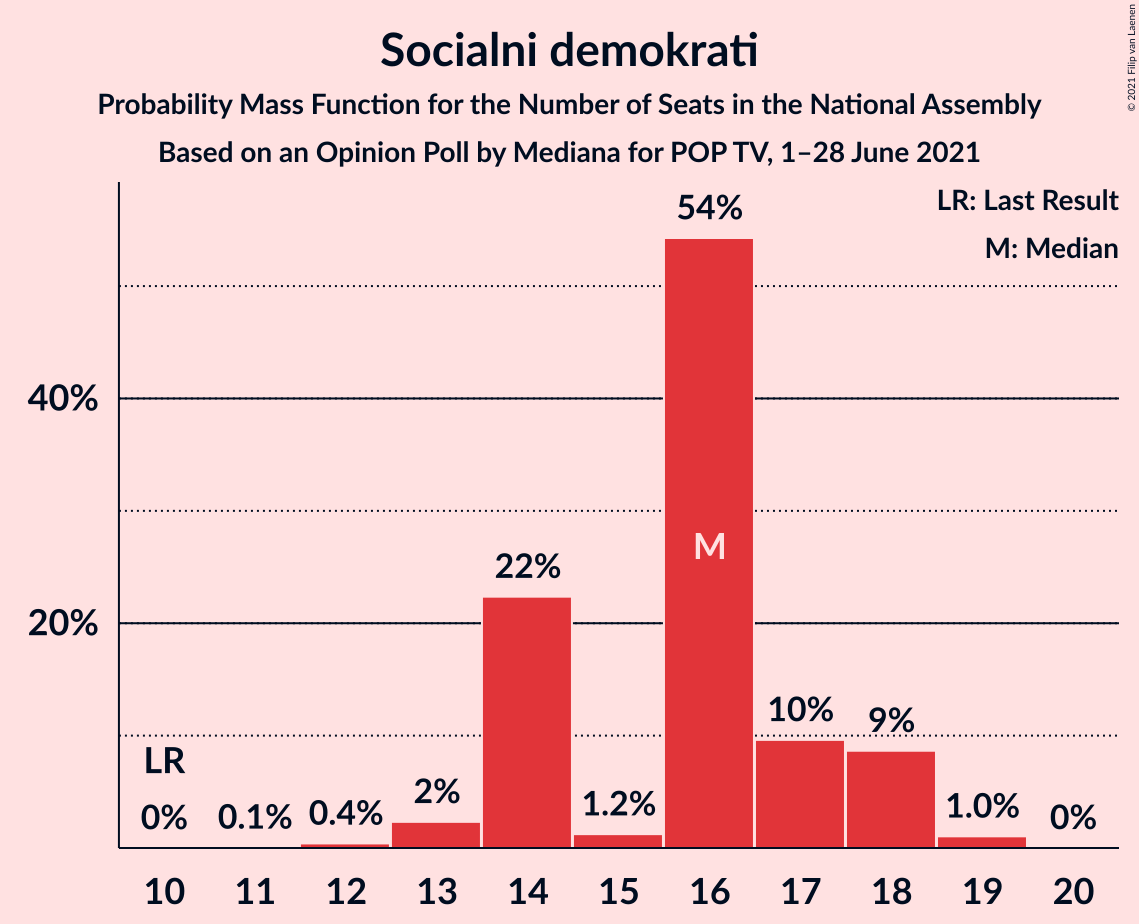 Socialni demokrati
Probability Mass Function for the Number of Seats in the National Assembly
Based on an Opinion Poll by Mediana for POP TV, 1–28 June 2021
© 2021 Filip van Laenen
LR: Last Result
M: Median
54%
40%
M
22%
20%
10%
9%
LR
2%
0%
0.1%
0.4%
1.2%
1.0%
0%
10 11 12 13 14 15 16 17 18 19 20